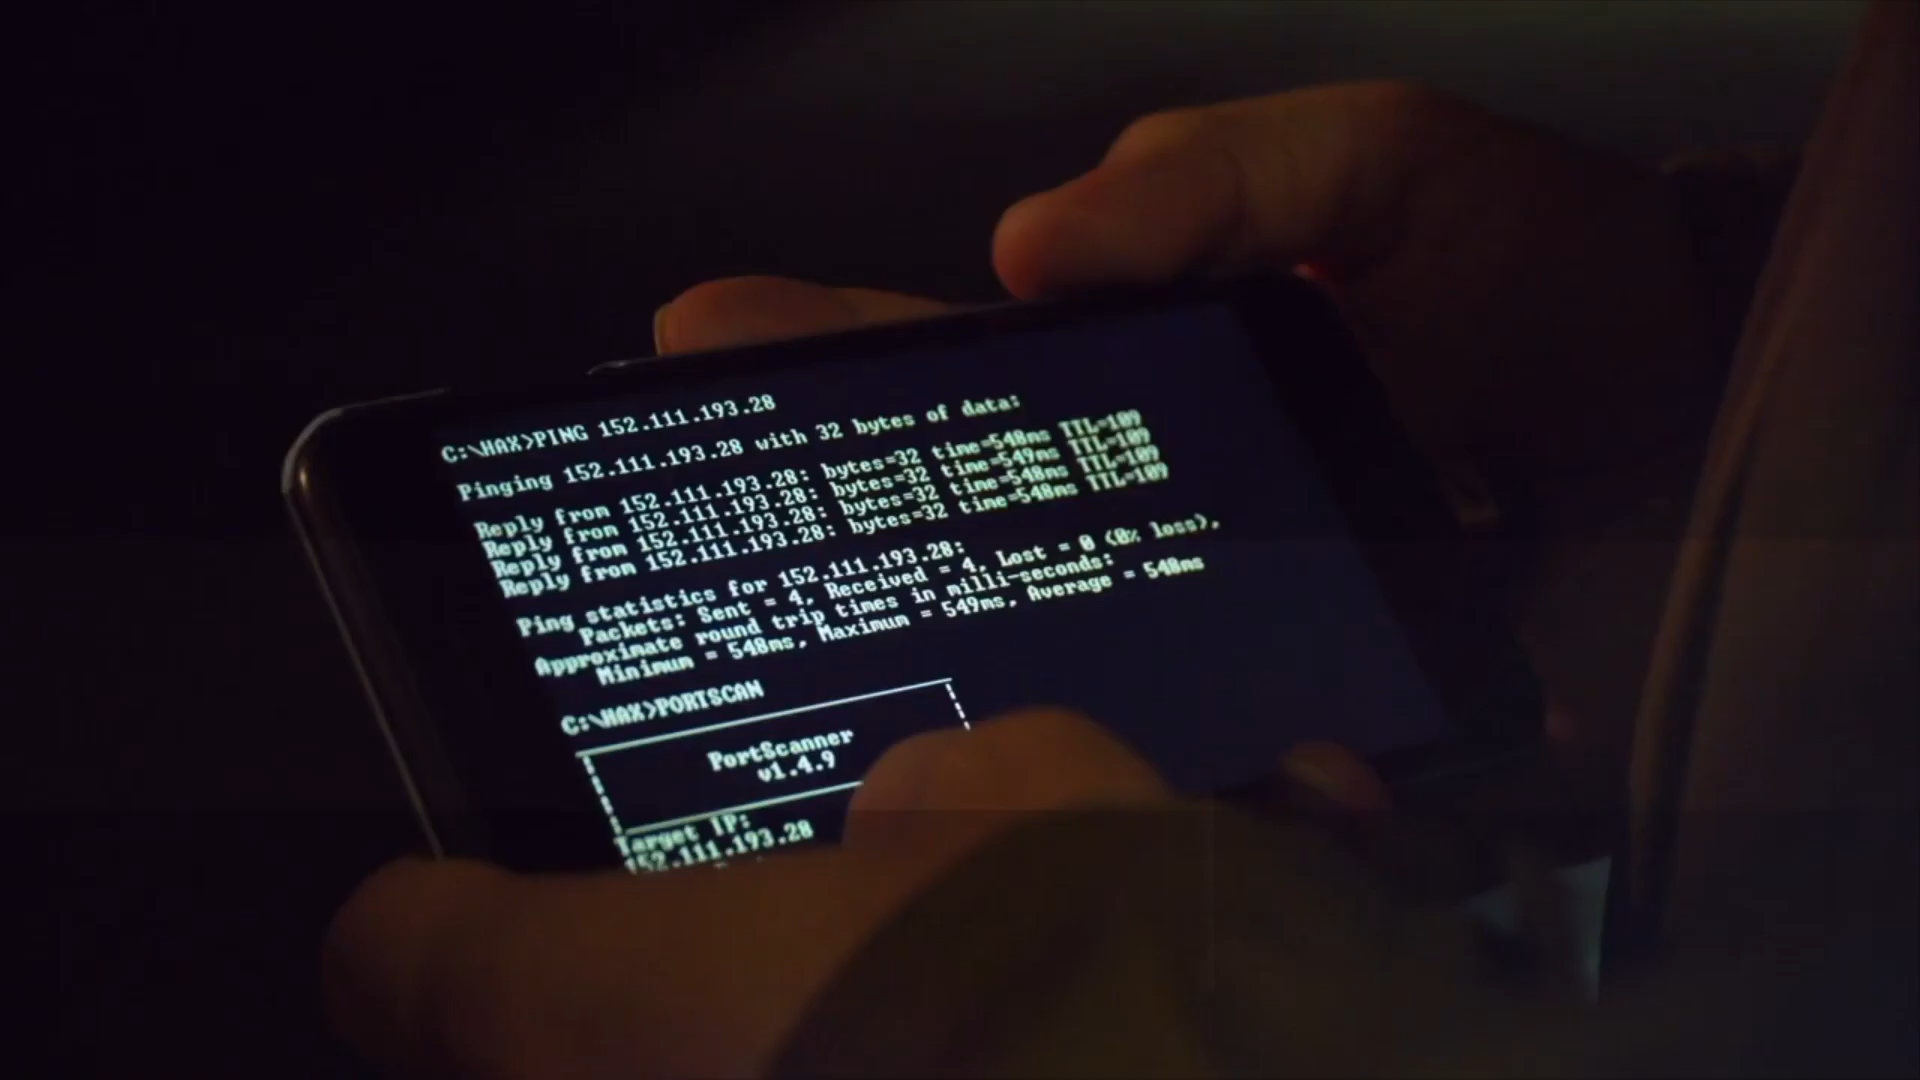 C:\HAX>PING 152.111.193.28
Pinging 152.111.193.28 with 32 bytes of data:
Reply from 152.111.193.28: bytes=32 time=548ms TTL=109
Reply from 152.111.193.28: bytes=32 time=549ms TTL=109
Reply from 152.111.193.28: bytes=32 time=548ms TTL=109
Reply from 152.111.193.28: bytes=32 time=548ms TTL=109
Ping statistics for 152.111.193.28:
Packets: Sent = 4, Received = 4, Lost = 0 (0% loss),
Approximate round trip times in milli-seconds:
Minimum = 548ms, Maximum = 549ms, Average = 548ms
C:\HAX>PORTSCAN
PortScanner
v1.4.9
Target IP:
152.111.193.28